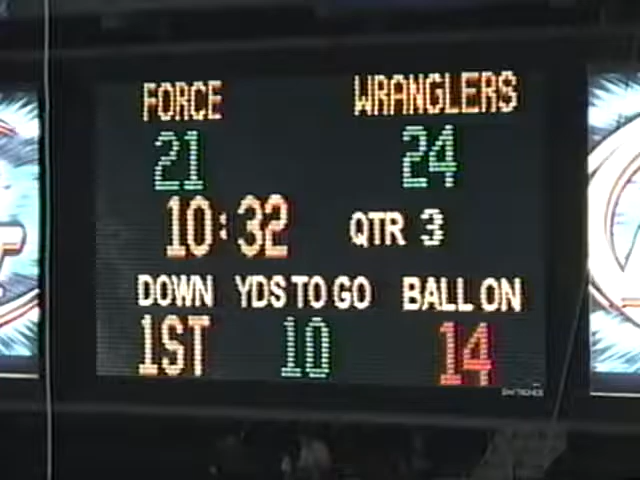 FORCE WRANGLERS
21 24
10:32 QTR 3
DOWN YDS TO GO BALL ON
1ST 10 14